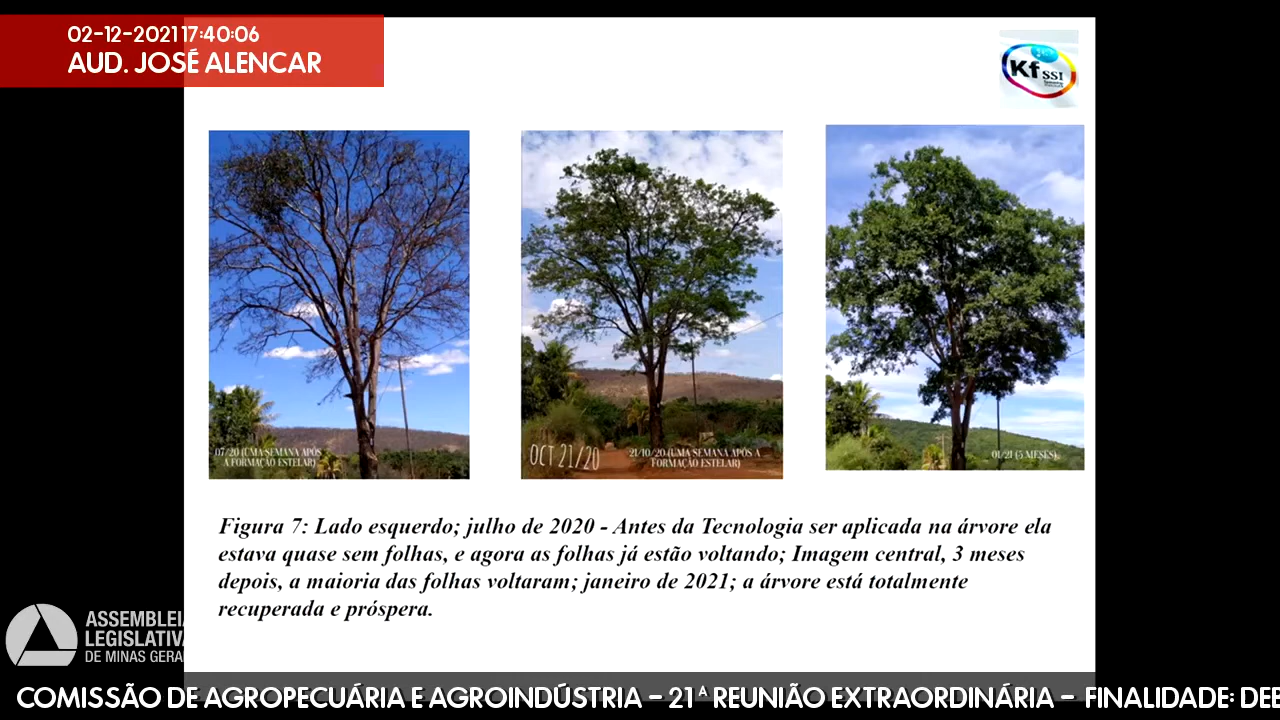 02-12-2021 17:40:06
AUD. JOSÉ ALENCAR
Kf SSI
07/20 (UMA SEMANA APÓS
A FORMAÇÃO ESTELAR)
OCT 21/20
21/10/20 (UMA SEMANA APÓS A
FORMAÇÃO ESTELAR)
01/21 (5 MESES)
Figura 7: Lado esquerdo; julho de 2020 - Antes da Tecnologia ser aplicada na árvore ela
estava quase sem folhas, e agora as folhas já estão voltando; Imagem central, 3 meses
depois, a maioria das folhas voltaram; janeiro de 2021; a árvore está totalmente
recuperada e próspera.
ASSEMBLEIA
LEGISLATIVA
DE MINAS GERAI
COMISSÃO DE AGROPECUÁRIA E AGROINDÚSTRIA - 21ª REUNIÃO EXTRAORDINÁRIA - FINALIDADE: DEB